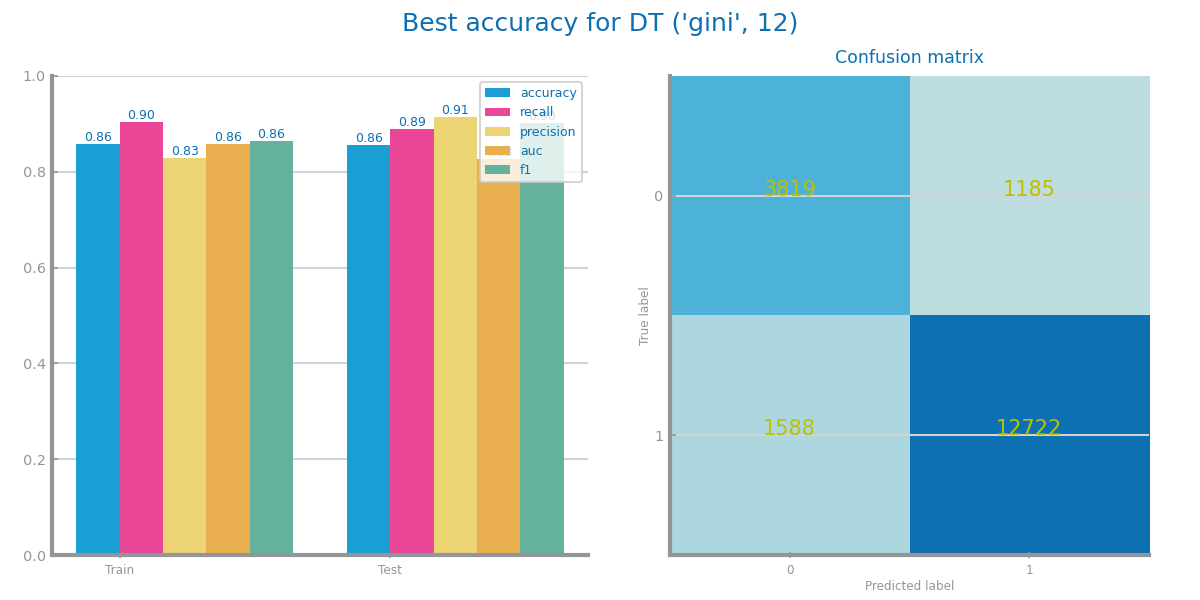 Best accuracy for DT ('gini', 12)
1.0
0.8
0.6
0.4
0.2
0.0
0.86
0.90
0.83
0.86
0.86
0.86
0.89
0.91
accuracy
recall
precision
auc
f1
Train
Test
Confusion matrix
True label
0
1
3819
1185
1588
12722
0
1
Predicted label